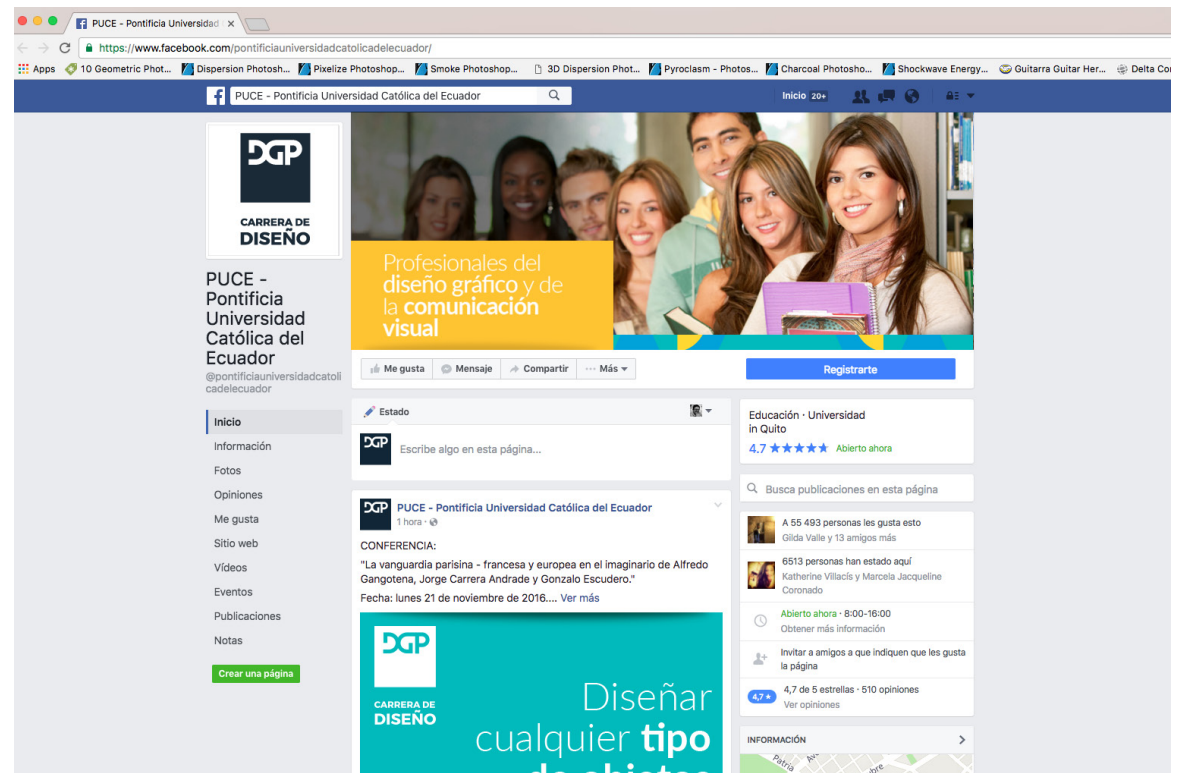 PUCE - Pontificia Universidad
https://www.facebook.com/pontificiauniversidadcatolicadelecuador/
Apps 10 Geometric Phot... Dispersion Photosh... Pixelize Photoshop... Smoke Photoshop... 3D Dispersion Phot... Pyroclasm - Photos... Charcoal Photosho... Shockwave Energy... Guitarra Guitar Her... Delta Co
PUCE - Pontificia Universidad Católica del Ecuador
Inicio 20+
DGP
CARRERA DE
DISEÑO
Profesionales del
diseño gráfico y de
la comunicación
visual
PUCE -
Pontificia
Universidad
Católica del
Ecuador
@pontificiauniversidadcatoli
cadelecuador
Me gusta Mensaje Compartir ··· Más
Registrarte
Inicio
Información
Fotos
Opiniones
Me gusta
Sitio web
Vídeos
Eventos
Publicaciones
Notas
Crear una página
Estado
DGP
Escribe algo en esta página...
DGP
PUCE - Pontificia Universidad Católica del Ecuador
1 hora ·
CONFERENCIA:
"La vanguardia parisina - francesa y europea en el imaginario de Alfredo
Gangotena, Jorge Carrera Andrade y Gonzalo Escudero."
Fecha: lunes 21 de noviembre de 2016.... Ver más
DGP
CARRERA DE
DISEÑO
Diseñar
cualquier tipo
de objetos
Educación · Universidad
in Quito
4.7 ★★★★★ Abierto ahora
Busca publicaciones en esta página
A 55 493 personas les gusta esto
Gilda Valle y 13 amigos más
6513 personas han estado aquí
Katherine Villacís y Marcela Jacqueline
Coronado
Abierto ahora · 8:00-16:00
Obtener más información
Invitar a amigos a que indiquen que les gusta
la página
4,7 ★ 4,7 de 5 estrellas · 510 opiniones
Ver opiniones
INFORMACIÓN
Patria